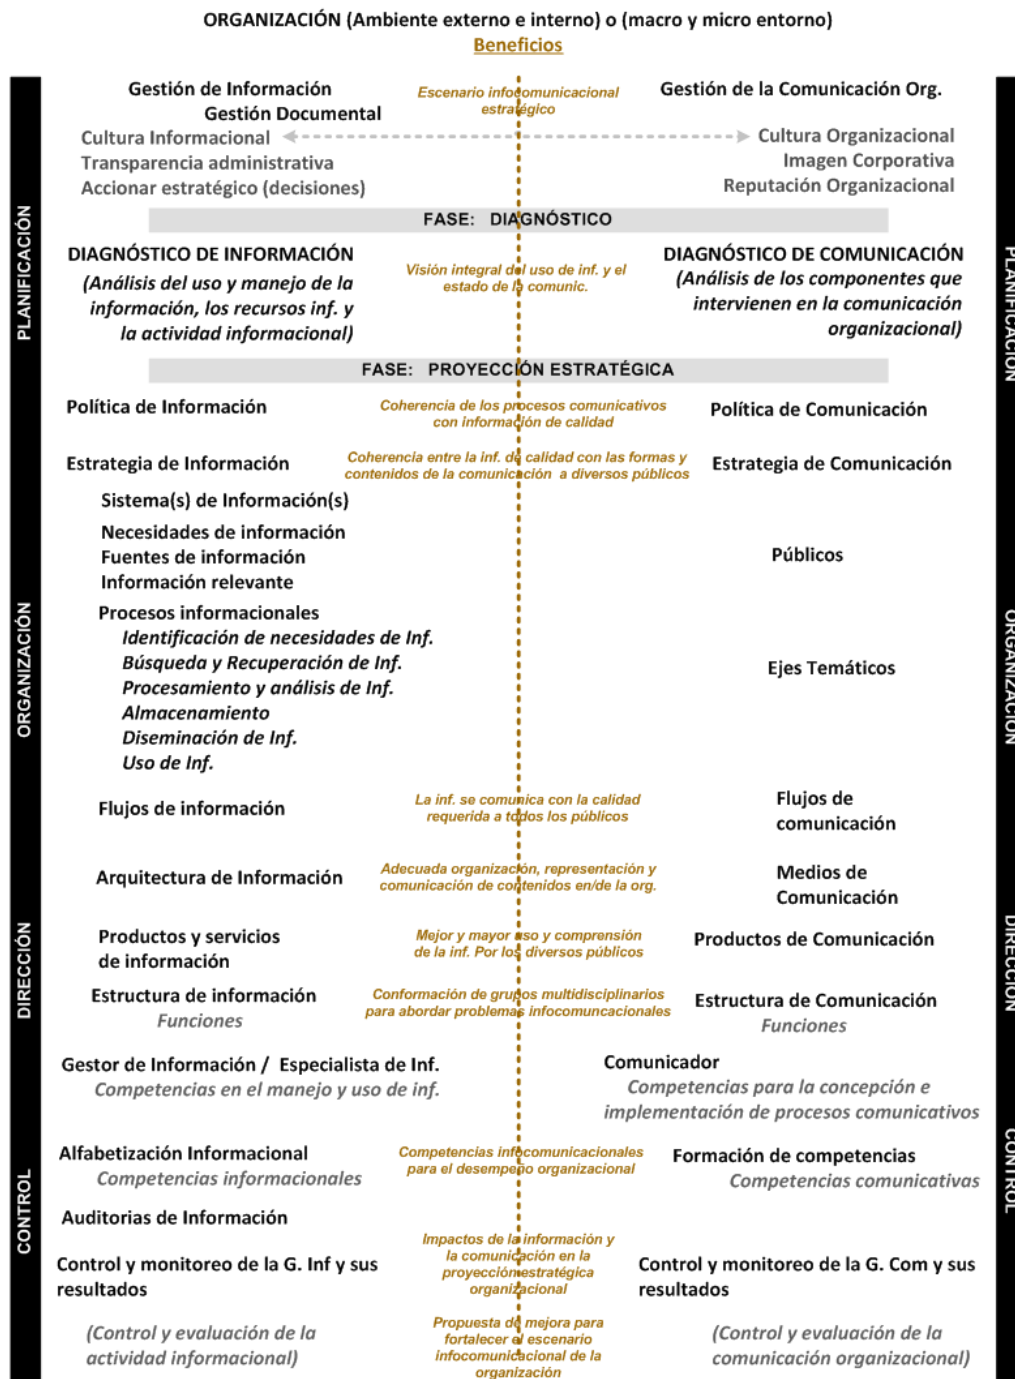 ORGANIZACIÓN (Ambiente externo e interno) o (macro y micro entorno)
Beneficios
PLANIFICACIÓN
PLANIFICACIÓN
Gestión de Información
Gestión Documental
Escenario infocomunicacional
estratégico
Gestión de la Comunicación Org.
Cultura Informacional
Transparencia administrativa
Accionar estratégico (decisiones)
Cultura Organizacional
Imagen Corporativa
Reputación Organizacional
FASE: DIAGNÓSTICO
DIAGNÓSTICO DE INFORMACIÓN
(Análisis del uso y manejo de la
información, los recursos inf. y
la actividad informacional)
Visión integral del uso de inf. y el
estado de la comunic.
DIAGNÓSTICO DE COMUNICACIÓN
(Análisis de los componentes que
intervienen en la comunicación
organizacional)
FASE: PROYECCIÓN ESTRATÉGICA
Política de Información
Coherencia de los procesos comunicativos
con información de calidad
Política de Comunicación
Estrategia de Información
Coherencia entre la inf. de calidad con las formas y
contenidos de la comunicación a diversos públicos
Estrategia de Comunicación
ORGANIZACIÓN
ORGANIZACIÓN
Sistema(s) de Información(s)
Necesidades de información
Fuentes de información
Información relevante
Públicos
Procesos informacionales
Identificación de necesidades de Inf.
Búsqueda y Recuperación de Inf.
Procesamiento y análisis de Inf.
Almacenamiento
Diseminación de Inf.
Uso de Inf.
Ejes Temáticos
Flujos de información
La inf. se comunica con la calidad
requerida a todos los públicos
Flujos de
comunicación
Arquitectura de Información
Adecuada organización, representación y
comunicación de contenidos en/de la org.
Medios de
Comunicación
DIRECCIÓN
DIRECCIÓN
Productos y servicios
de información
Mejor y mayor uso y comprensión
de la inf. Por los diversos públicos
Productos de Comunicación
Estructura de información
Funciones
Conformación de grupos multidisciplinarios
para abordar problemas infocomuncacionales
Estructura de Comunicación
Funciones
Gestor de Información / Especialista de Inf.
Competencias en el manejo y uso de inf.
Comunicador
Competencias para la concepción e
implementación de procesos comunicativos
CONTROL
CONTROL
Alfabetización Informacional
Competencias informacionales
Competencias infocomunicacionales
para el desempeño organizacional
Formación de competencias
Competencias comunicativas
Auditorias de Información
Control y monitoreo de la G. Inf y sus
resultados
Impactos de la información y
la comunicación en la
proyección estratégica
organizacional
Control y monitoreo de la G. Com y sus
resultados
(Control y evaluación de la
actividad informacional)
Propuesta de mejora para
fortalecer el escenario
infocomunicacional de la
organización
(Control y evaluación de la
comunicación organizacional)